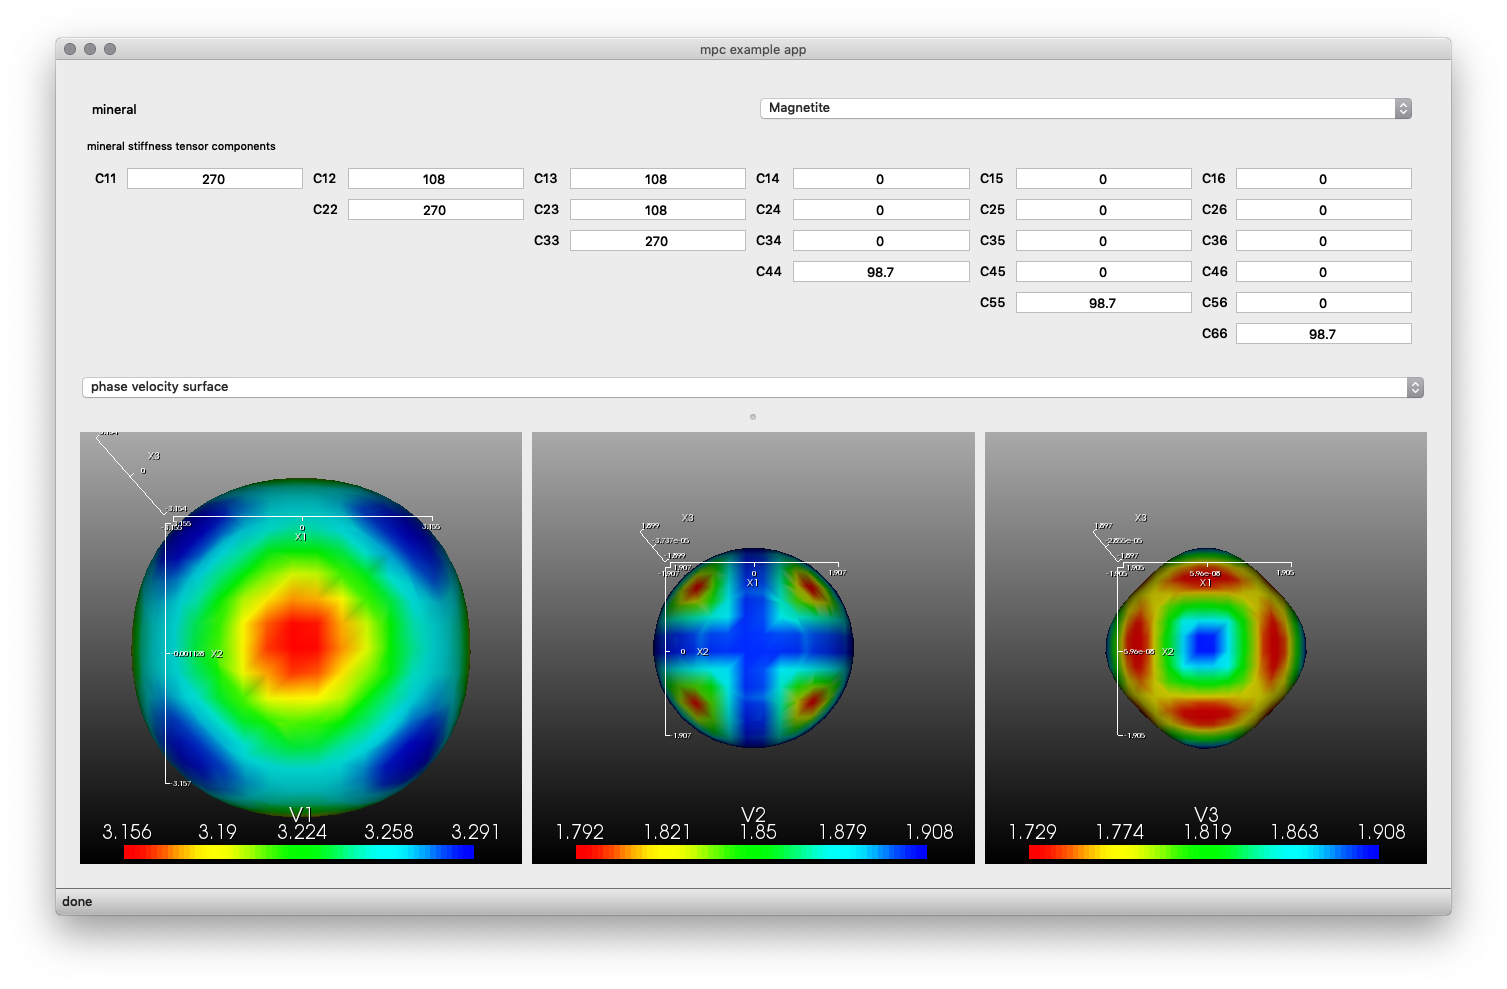 mpc example app
mineral Magnetite
mineral stiffness tensor components
C11 270 C12 108 C13 108 C14 0 C15 0 C16 0
C22 270 C23 108 C24 0 C25 0 C26 0
C33 270 C34 0 C35 0 C36 0
C44 98.7 C45 0 C46 0
C55 98.7 C56 0
C66 98.7
phase velocity surface
X3
0
-3.154
0
3.155
X1
-0.001128 X2
-3.157
V1
3.156 3.19 3.224 3.258 3.291
X3
1.899
-3.737e-05
-1.899
1.907
-1.907
0
1.907
X1
0 X2
-1.907
V2
1.792 1.821 1.85 1.879 1.908
X3
1.897
-2.855e-05
-1.897
1.905
-1.905
5.96e-08
1.905
X1
5.96e-08 X2
-1.905
V3
1.729 1.774 1.819 1.863 1.908
done